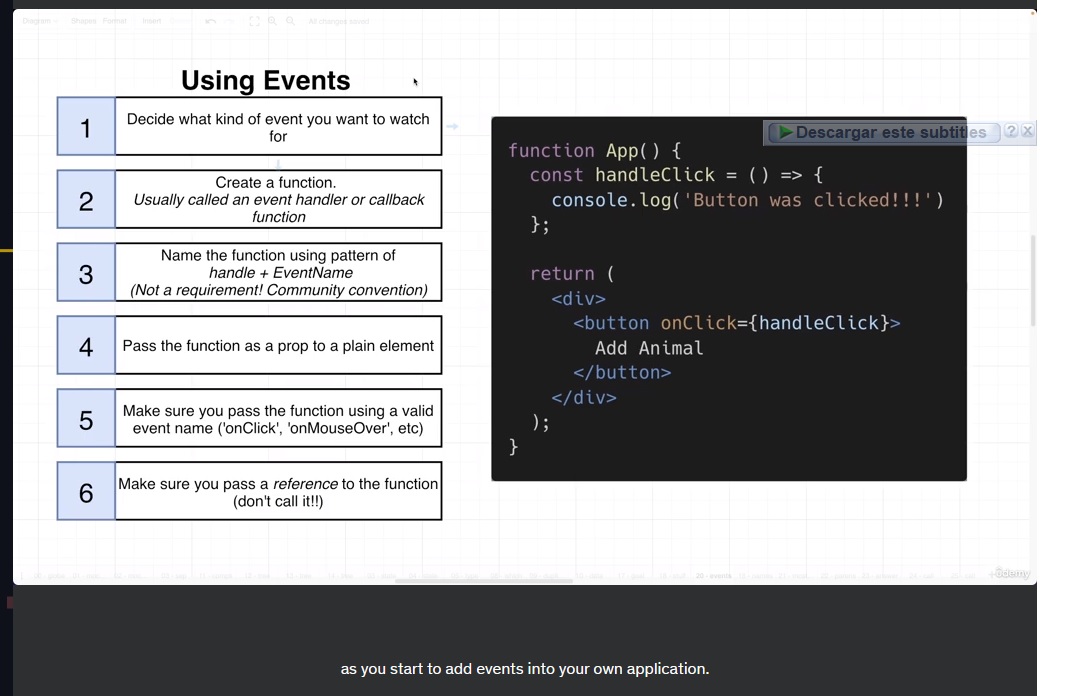 Diagram Shapes Format Insert
All changes saved
Using Events
1
Decide what kind of event you want to watch
for
2
Create a function.
Usually called an event handler or callback
function
3
Name the function using pattern of
handle + EventName
(Not a requirement! Community convention)
4
Pass the function as a prop to a plain element
5
Make sure you pass the function using a valid
event name ('onClick', 'onMouseOver', etc)
6
Make sure you pass a reference to the function
(don't call it!!)
Descargar este subtitles ? X
function App() {
const handleClick = () => {
console.log('Button was clicked!!!')
};
return (
<div>
<button onClick={handleClick}>
Add Animal
</button>
</div>
);
}
20 - events
ûdemy
as you start to add events into your own application.